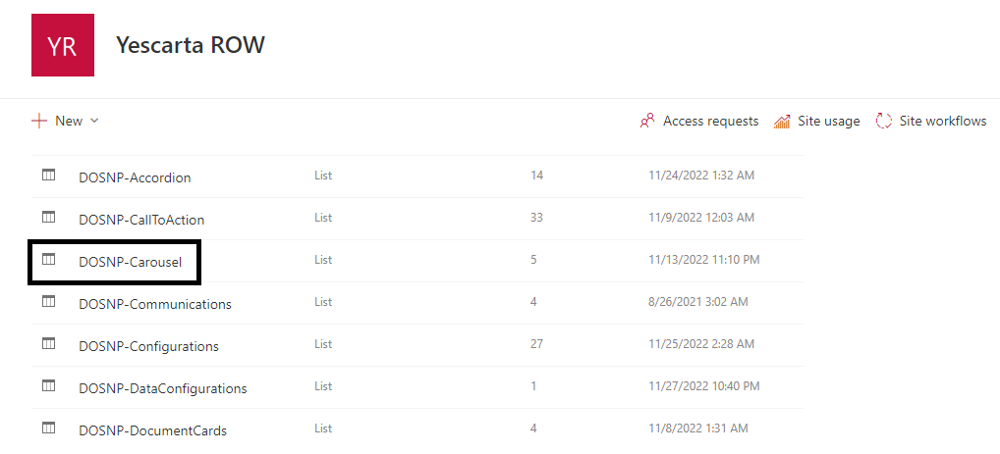 YR Yescarta ROW
New Access requests Site usage Site workflows
DOSNP-Accordion List 14 11/24/2022 1:32 AM
DOSNP-CallToAction List 33 11/9/2022 12:03 AM
DOSNP-Carousel List 5 11/13/2022 11:10 PM
DOSNP-Communications List 4 8/26/2021 3:02 AM
DOSNP-Configurations List 27 11/25/2022 2:28 AM
DOSNP-DataConfigurations List 1 11/27/2022 10:40 PM
DOSNP-DocumentCards List 4 11/8/2022 1:31 AM